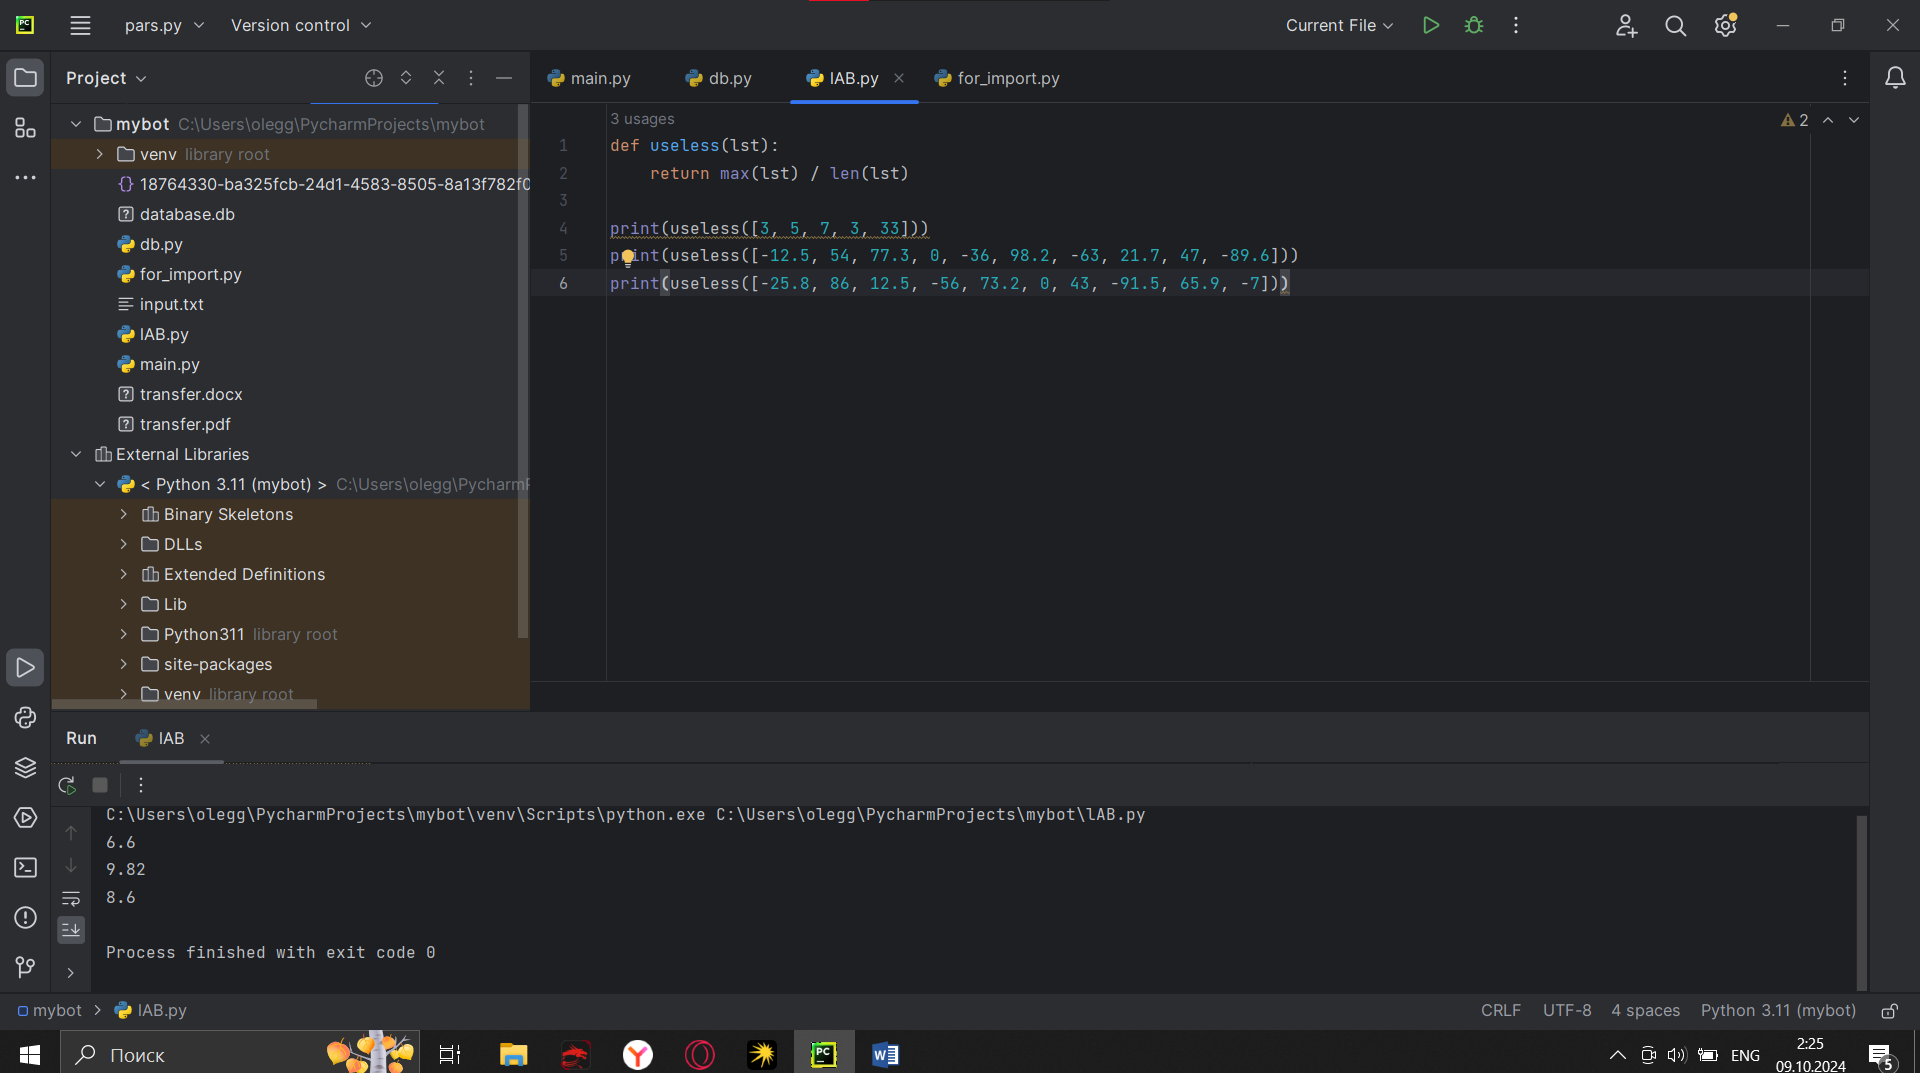 PC
pars.py
Version control
Current File
Project
main.py
db.py
lAB.py
for_import.py
mybot C:\Users\olegg\PycharmProjects\mybot
venv library root
18764330-ba325fcb-24d1-4583-8505-8a13f782f0
database.db
db.py
for_import.py
input.txt
lAB.py
main.py
transfer.docx
transfer.pdf
External Libraries
< Python 3.11 (mybot) > C:\Users\olegg\PycharmP
Binary Skeletons
DLLs
Extended Definitions
Lib
Python311 library root
site-packages
venv library root
3 usages
2
1 def useless(lst):
2 return max(lst) / len(lst)
3
4 print(useless([3, 5, 7, 3, 33]))
5 print(useless([-12.5, 54, 77.3, 0, -36, 98.2, -63, 21.7, 47, -89.6]))
6 print(useless([-25.8, 86, 12.5, -56, 73.2, 0, 43, -91.5, 65.9, -7]))
Run
lAB
C:\Users\olegg\PycharmProjects\mybot\venv\Scripts\python.exe C:\Users\olegg\PycharmProjects\mybot\lAB.py
6.6
9.82
8.6
Process finished with exit code 0
mybot
lAB.py
CRLF
UTF-8
4 spaces
Python 3.11 (mybot)
Поиск
Y
PC
W
ENG
2:25
09.10.2024
5